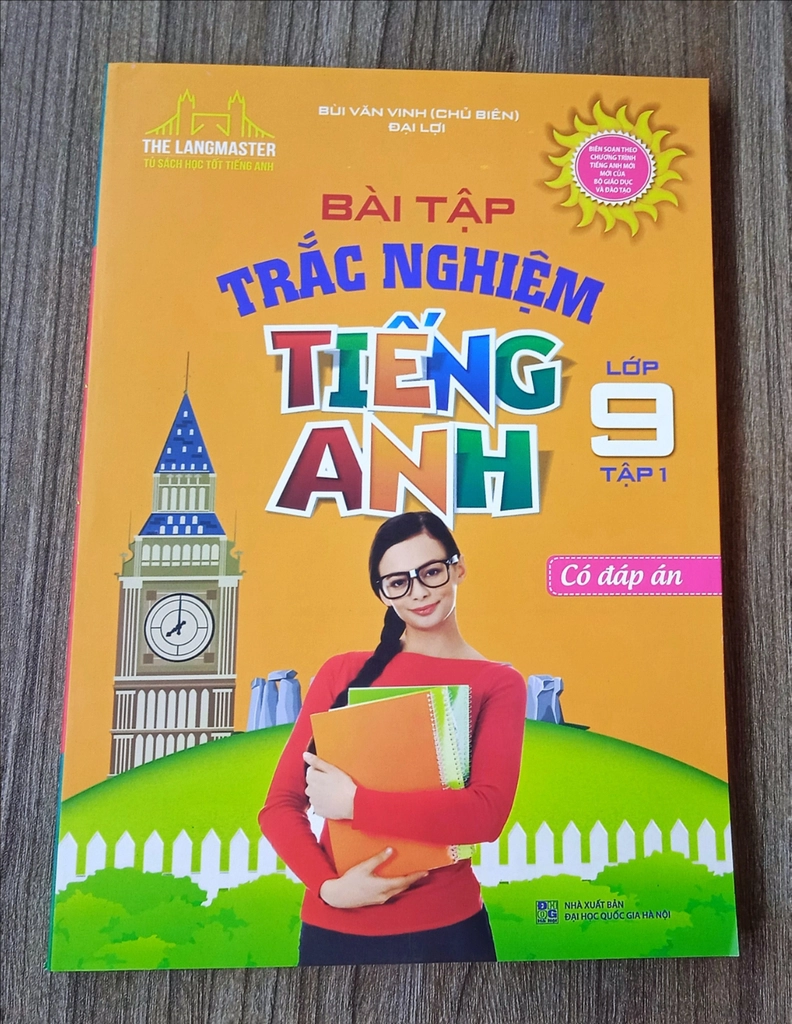 THE LANGMASTER
TỦ SÁCH HỌC TỐT TIẾNG ANH
BÙI VĂN VINH (CHỦ BIÊN)
ĐẠI LỢI
BIÊN SOẠN THEO
CHƯƠNG TRÌNH
TIẾNG ANH MỚI
MỚI CỦA
BỘ GIÁO DỤC
VÀ ĐÀO TẠO
BÀI TẬP
TRẮC NGHIỆM
TIẾNG
ANH
LỚP
9
TẬP 1
Có đáp án
NHÀ XUẤT BẢN
ĐẠI HỌC QUỐC GIA HÀ NỘI